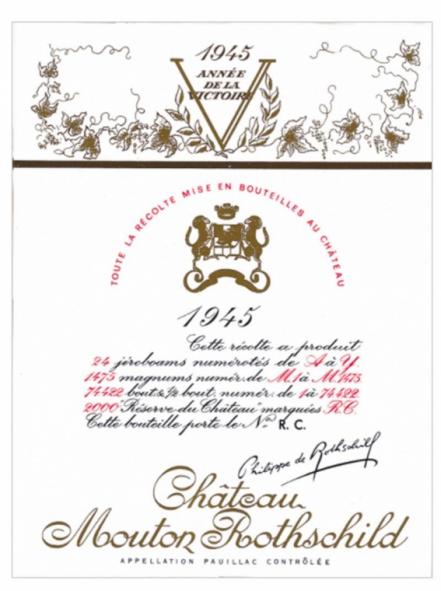 1945
ANNÉE
DE LA
VICTOIRE
TOUTE LA RÉCOLTE MISE EN BOUTEILLES AU CHÂTEAU
1945
Cette récolte a produit
24 jéroboams numérotés de A à Y.
1475 magnums numér. de M.1 à M.1475
74422 bout. & ½ bout. numér. de 1 à 74422
2000 Réserve du Château marquées R.C.
Cette bouteille porte le No R. C.
Philippe de Rothschild
Château
Mouton Rothschild
APPELLATION PAUILLAC CONTRÔLÉE